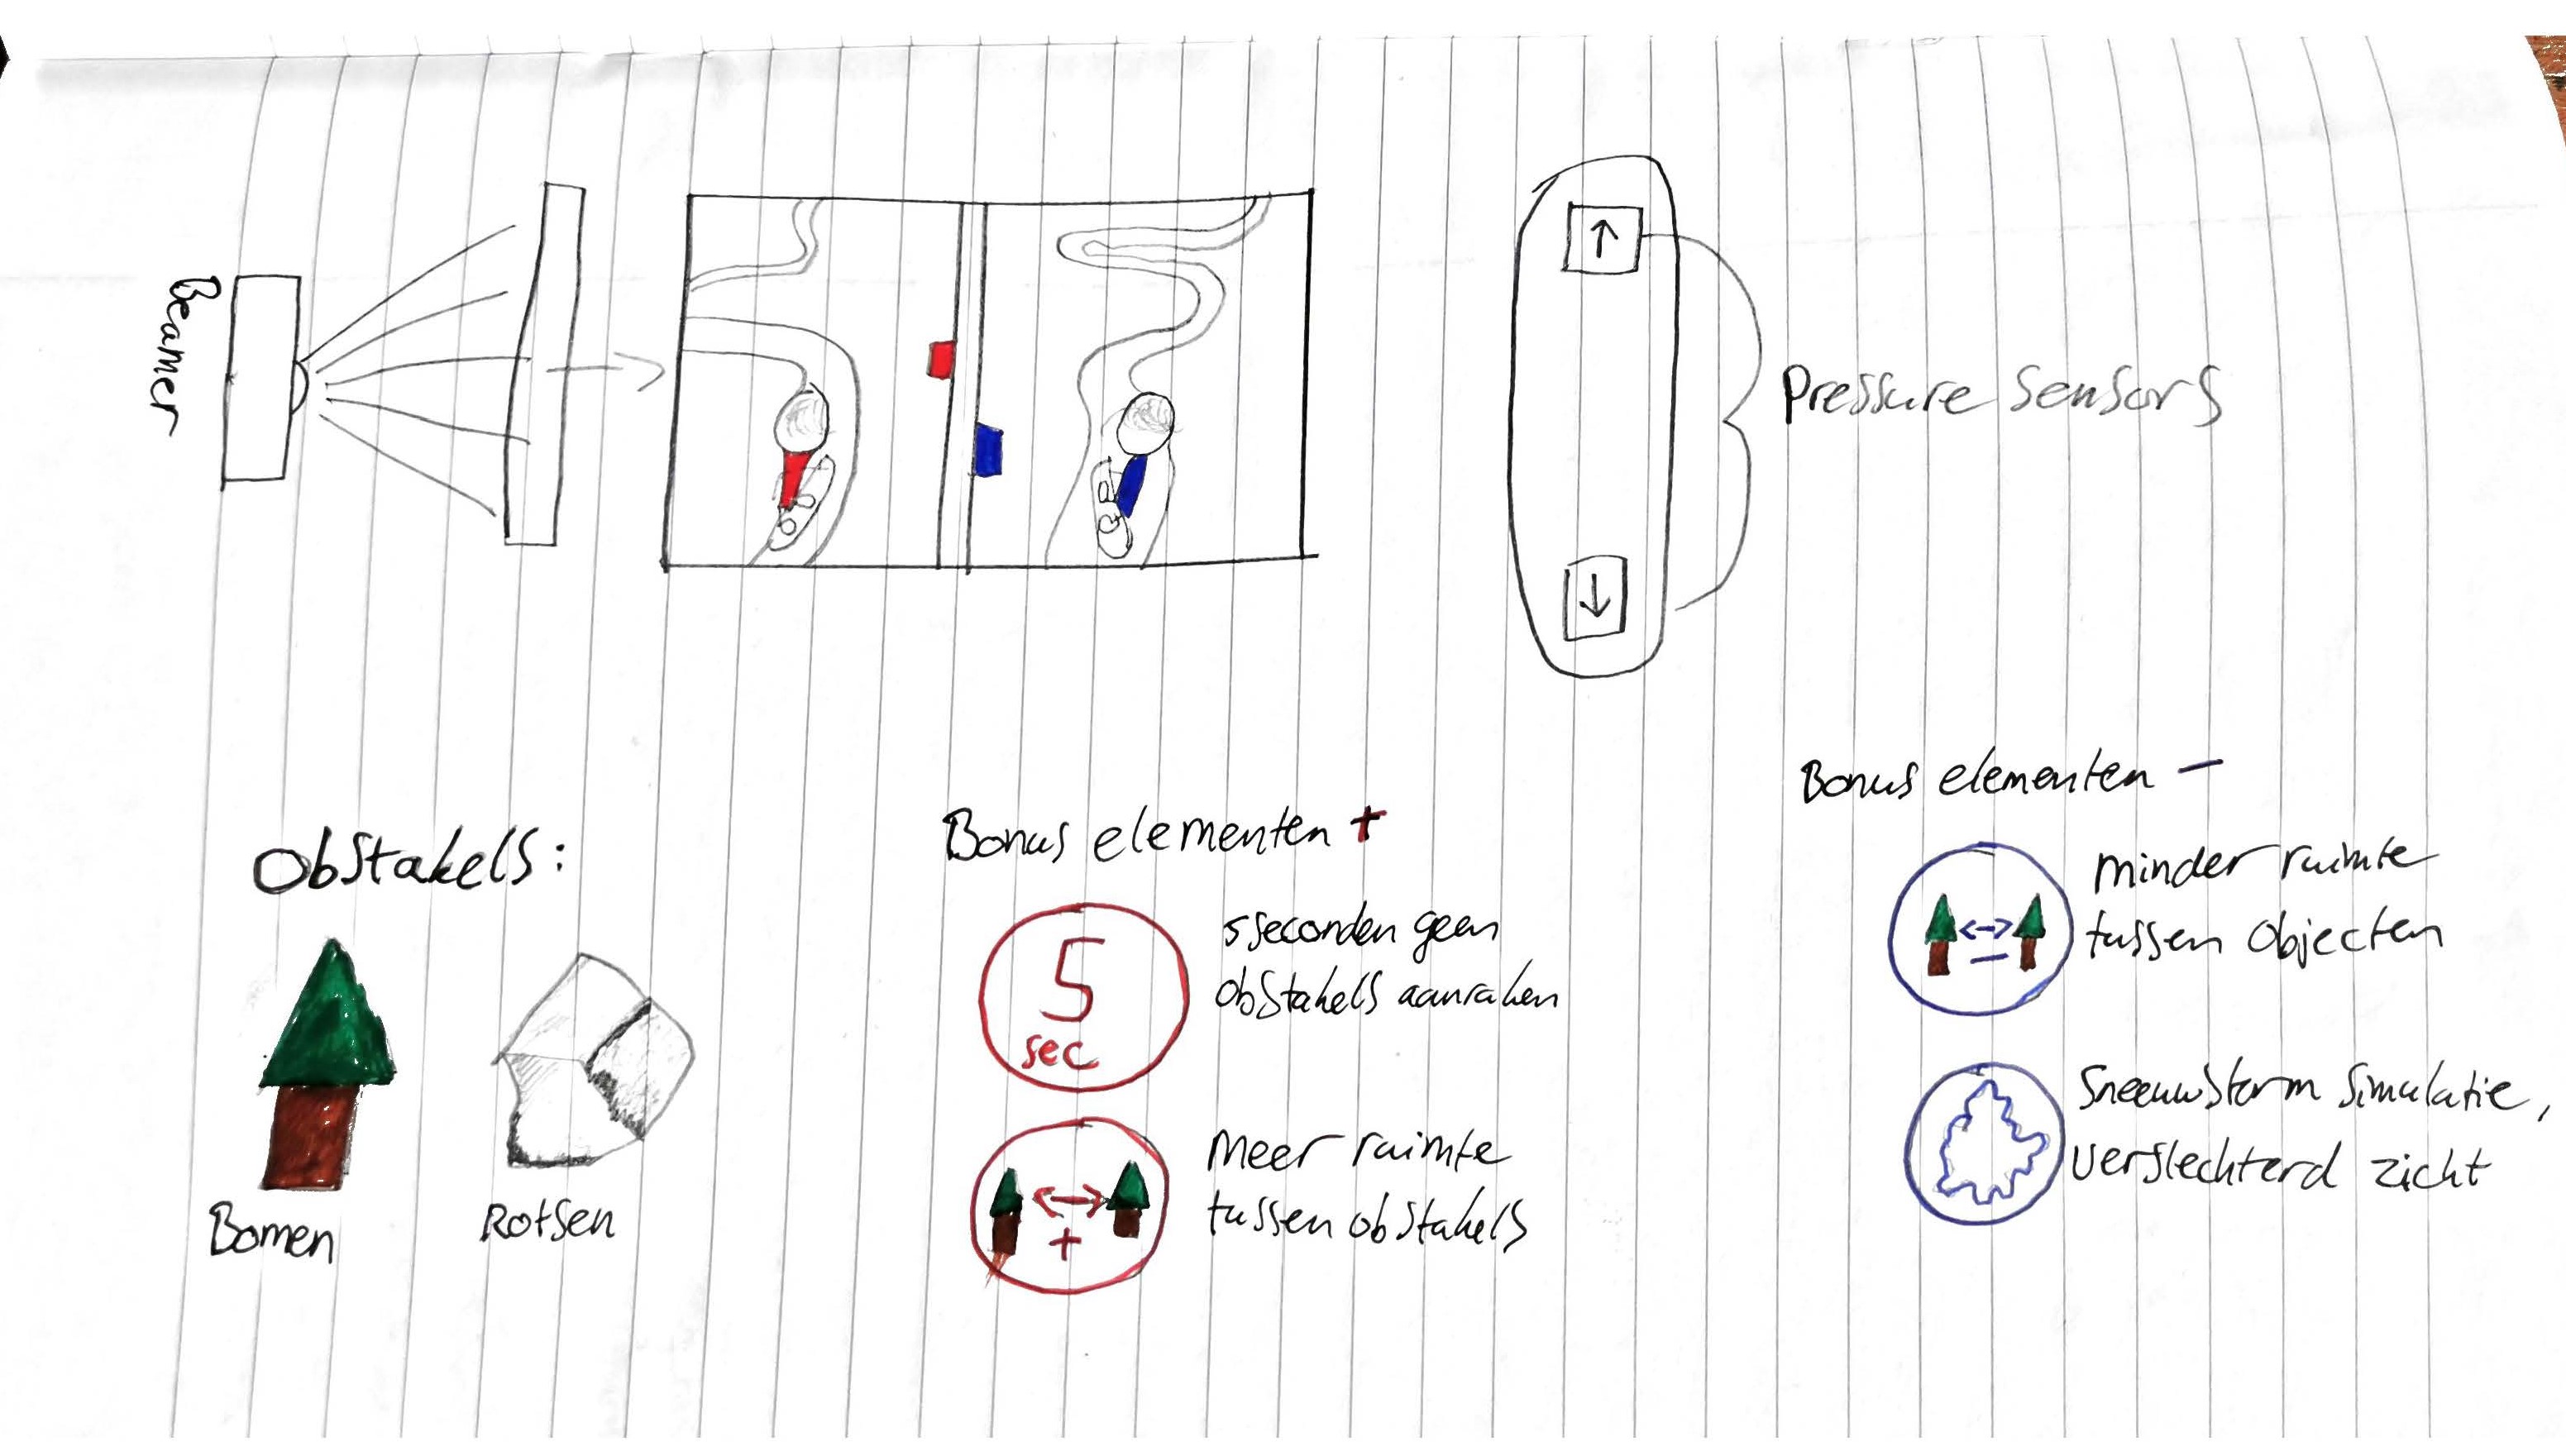 Beamer
Pressure Sensors
Obstakels:
Bomen
Rotsen
Bonus elementen +
5
sec
5 seconden geen
obstakels aanraken
+
Meer ruimte
tussen obstakels
Bonus elementen -
minder ruimte
tussen objecten
Sneeuwstorm simulatie,
verslechterd zicht